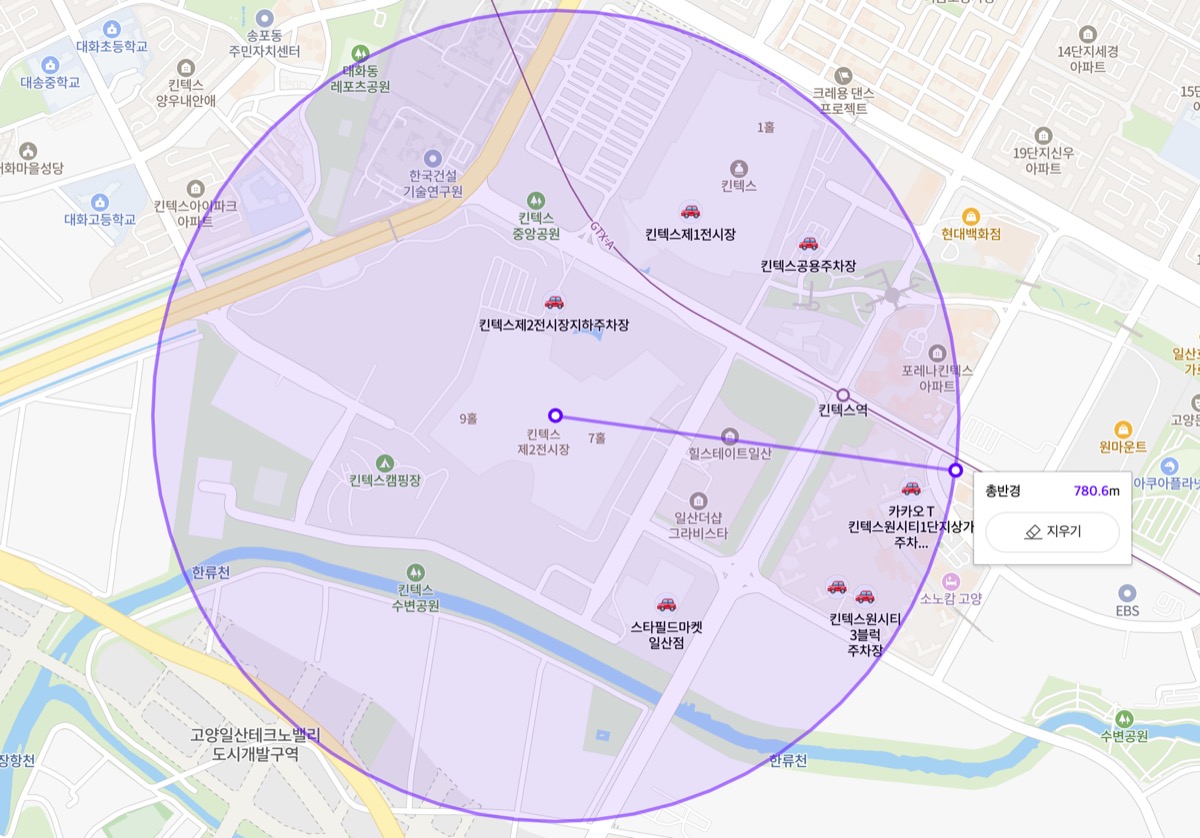 송포동
주민자치센터
대화초등학교
대송중학교
킨텍스
양우내안애
대화동
레포츠공원
14단지세경
아파트
크레용 댄스
프로젝트
1홀
19단지신우
아파트
한국건설
기술연구원
킨텍스
대화고등학교
킨텍스아이파크
아파트
킨텍스
중앙공원
GTX-A
킨텍스제1전시장
현대백화점
킨텍스공용주차장
킨텍스제2전시장지하주차장
포레나킨텍스
아파트
킨텍스역
9홀
킨텍스
제2전시장
7홀
힐스테이트일산
원마운트
킨텍스캠핑장
총반경 780.6m
지우기
카카오 T
킨텍스원시티1단지상가
주차...
일산더샵
그라비스타
한류천
킨텍스
수변공원
소노캄 고양
EBS
스타필드마켓
일산점
킨텍스원시티
3블럭
주차장
고양일산테크노밸리
도시개발구역
수변공원
장항천
한류천